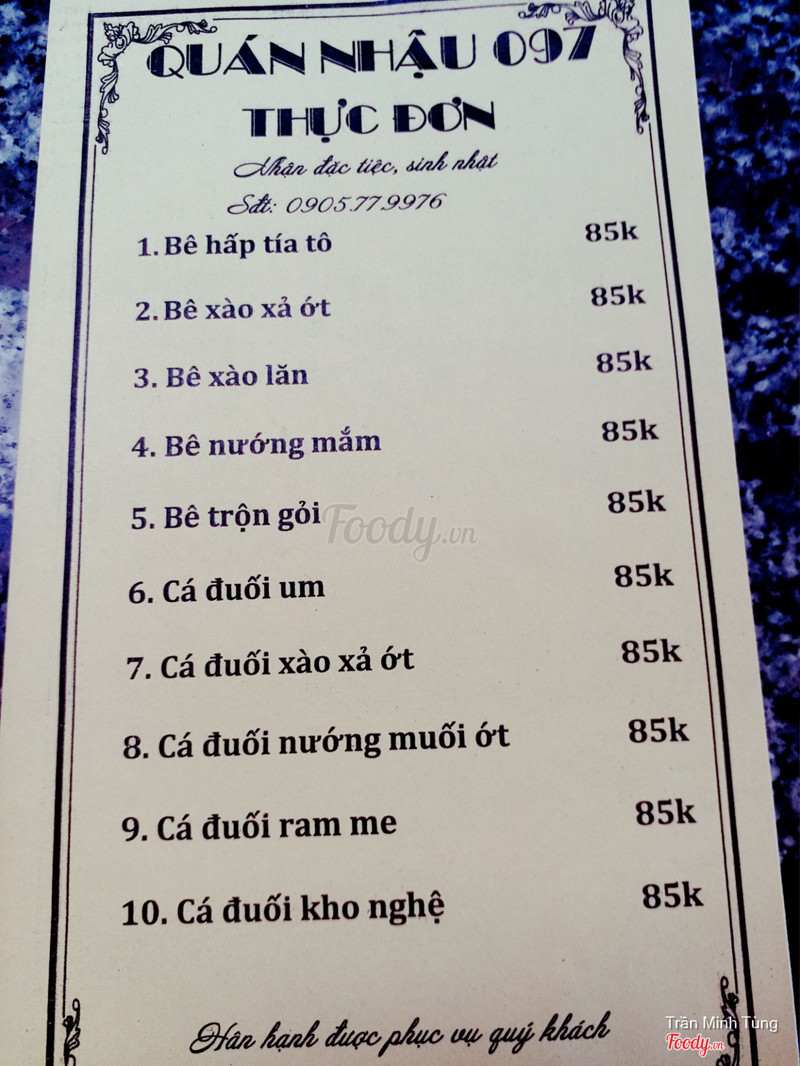 QUÁN NHẬU 097
THỰC ĐƠN
Nhận đặc tiệc, sinh nhật
Sđt: 0905.77.9976
1. Bê hấp tía tô 85k
2. Bê xào xả ớt 85k
3. Bê xào lăn 85k
4. Bê nướng mắm 85k
5. Bê trộn gỏi 85k
Foody.vn
6. Cá đuối um 85k
7. Cá đuối xào xả ớt 85k
8. Cá đuối nướng muối ớt 85k
9. Cá đuối ram me 85k
10. Cá đuối kho nghệ 85k
Hân hạnh được phục vụ quý khách
Trần Minh Tùng
Foody.vn